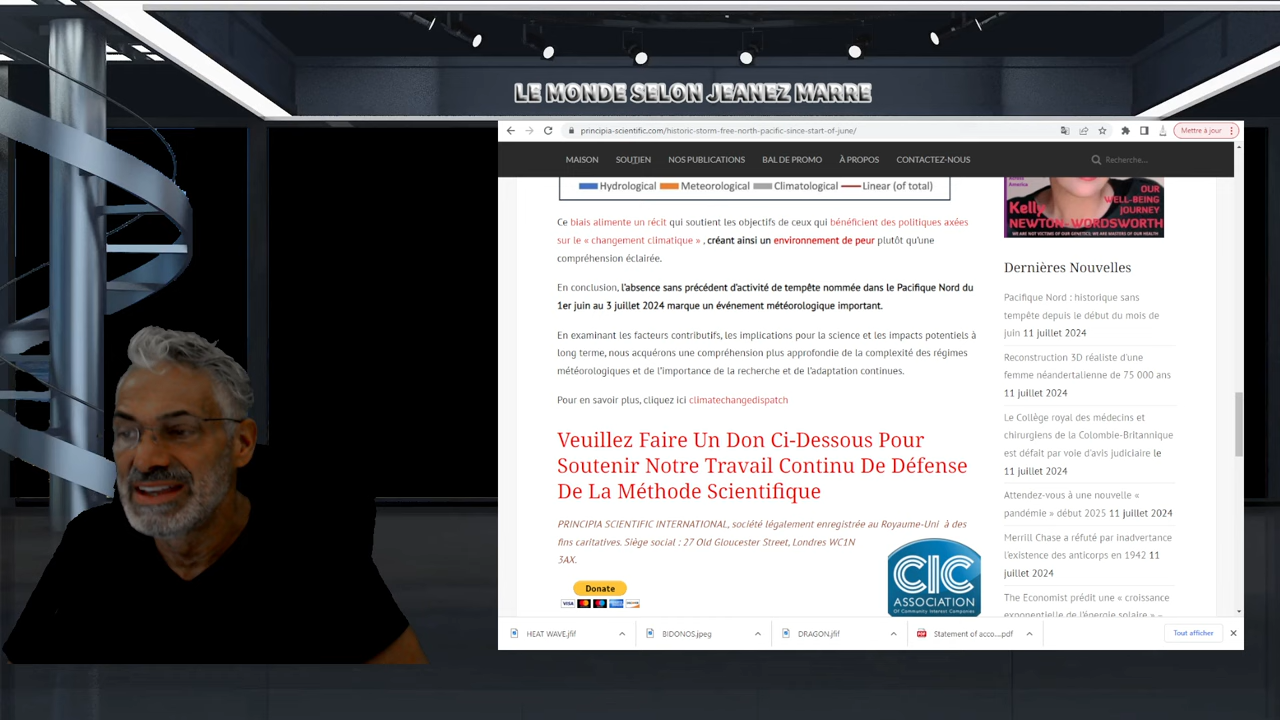 LE MONDE SELON JEANEZ MARRE
principia-scientific.com/historic-storm-free-north-pacific-since-start-of-june/
Mettre à jour
MAISON SOUTIEN NOS PUBLICATIONS BAL DE PROMO À PROPOS CONTACTEZ-NOUS Recherche...
Hydrological Meteorological Climatological Linear (of total)
Ce biais alimente un récit qui soutient les objectifs de ceux qui bénéficient des politiques axées
sur le « changement climatique » , créant ainsi un environnement de peur plutôt qu'une
compréhension éclairée.
En conclusion, l'absence sans précédent d'activité de tempête nommée dans le Pacifique Nord du
1er juin au 3 juillet 2024 marque un événement météorologique important.
En examinant les facteurs contributifs, les implications pour la science et les impacts potentiels à
long terme, nous acquérons une compréhension plus approfondie de la complexité des régimes
météorologiques et de l'importance de la recherche et de l'adaptation continues.
Pour en savoir plus, cliquez ici climatechangedispatch
Veuillez Faire Un Don Ci-Dessous Pour
Soutenir Notre Travail Continu De Défense
De La Méthode Scientifique
PRINCIPIA SCIENTIFIC INTERNATIONAL, société légalement enregistrée au Royaume-Uni à des
fins caritatives. Siège social : 27 Old Gloucester Street, Londres WC1N
3AX.
Donate
VISA
CIC
ASSOCIATION
Of Community Interest Companies
Across
America
OUR
WELL-BEING
JOURNEY
Kelly
NEWTON-WORDSWORTH
WE ARE NOT VICTIMS OF OUR GENETICS: WE ARE MASTERS OF OUR HEALTH
Dernières Nouvelles
Pacifique Nord : historique sans
tempête depuis le début du mois de
juin 11 juillet 2024
Reconstruction 3D réaliste d'une
femme néandertalienne de 75 000 ans
11 juillet 2024
Le Collège royal des médecins et
chirurgiens de la Colombie-Britannique
est défait par voie d'avis judiciaire le
11 juillet 2024
Attendez-vous à une nouvelle «
pandémie » début 2025 11 juillet 2024
Merrill Chase a réfuté par inadvertance
l'existence des anticorps en 1942 11
juillet 2024
The Economist prédit une « croissance
exponentielle de l'énergie solaire » –
HEAT WAVE.jfif
BIDONOS.jpeg
DRAGON.jfif
Statement of acco....pdf
Tout afficher